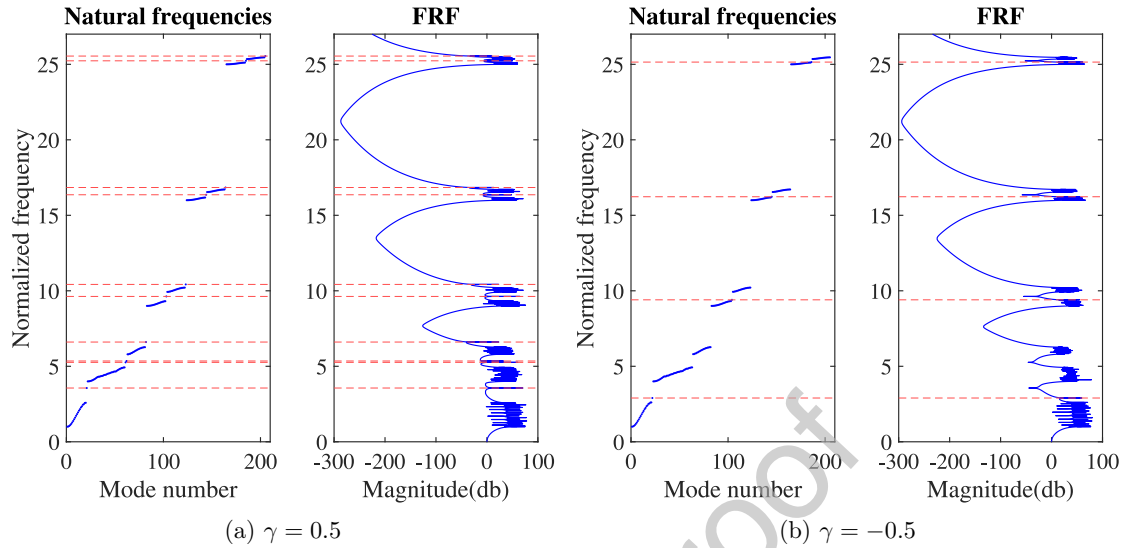 Natural frequencies
FRF
Natural frequencies
FRF
Normalized frequency
25
20
15
10
5
0
25
20
15
10
5
0
Normalized frequency
25
20
15
10
5
0
25
20
15
10
5
0
0 100 200
-300 -200 -100 0 100
0 100 200
-300 -200 -100 0 100
Mode number
Magnitude(db)
Mode number
Magnitude(db)
(a) γ = 0.5
(b) γ = −0.5
roof